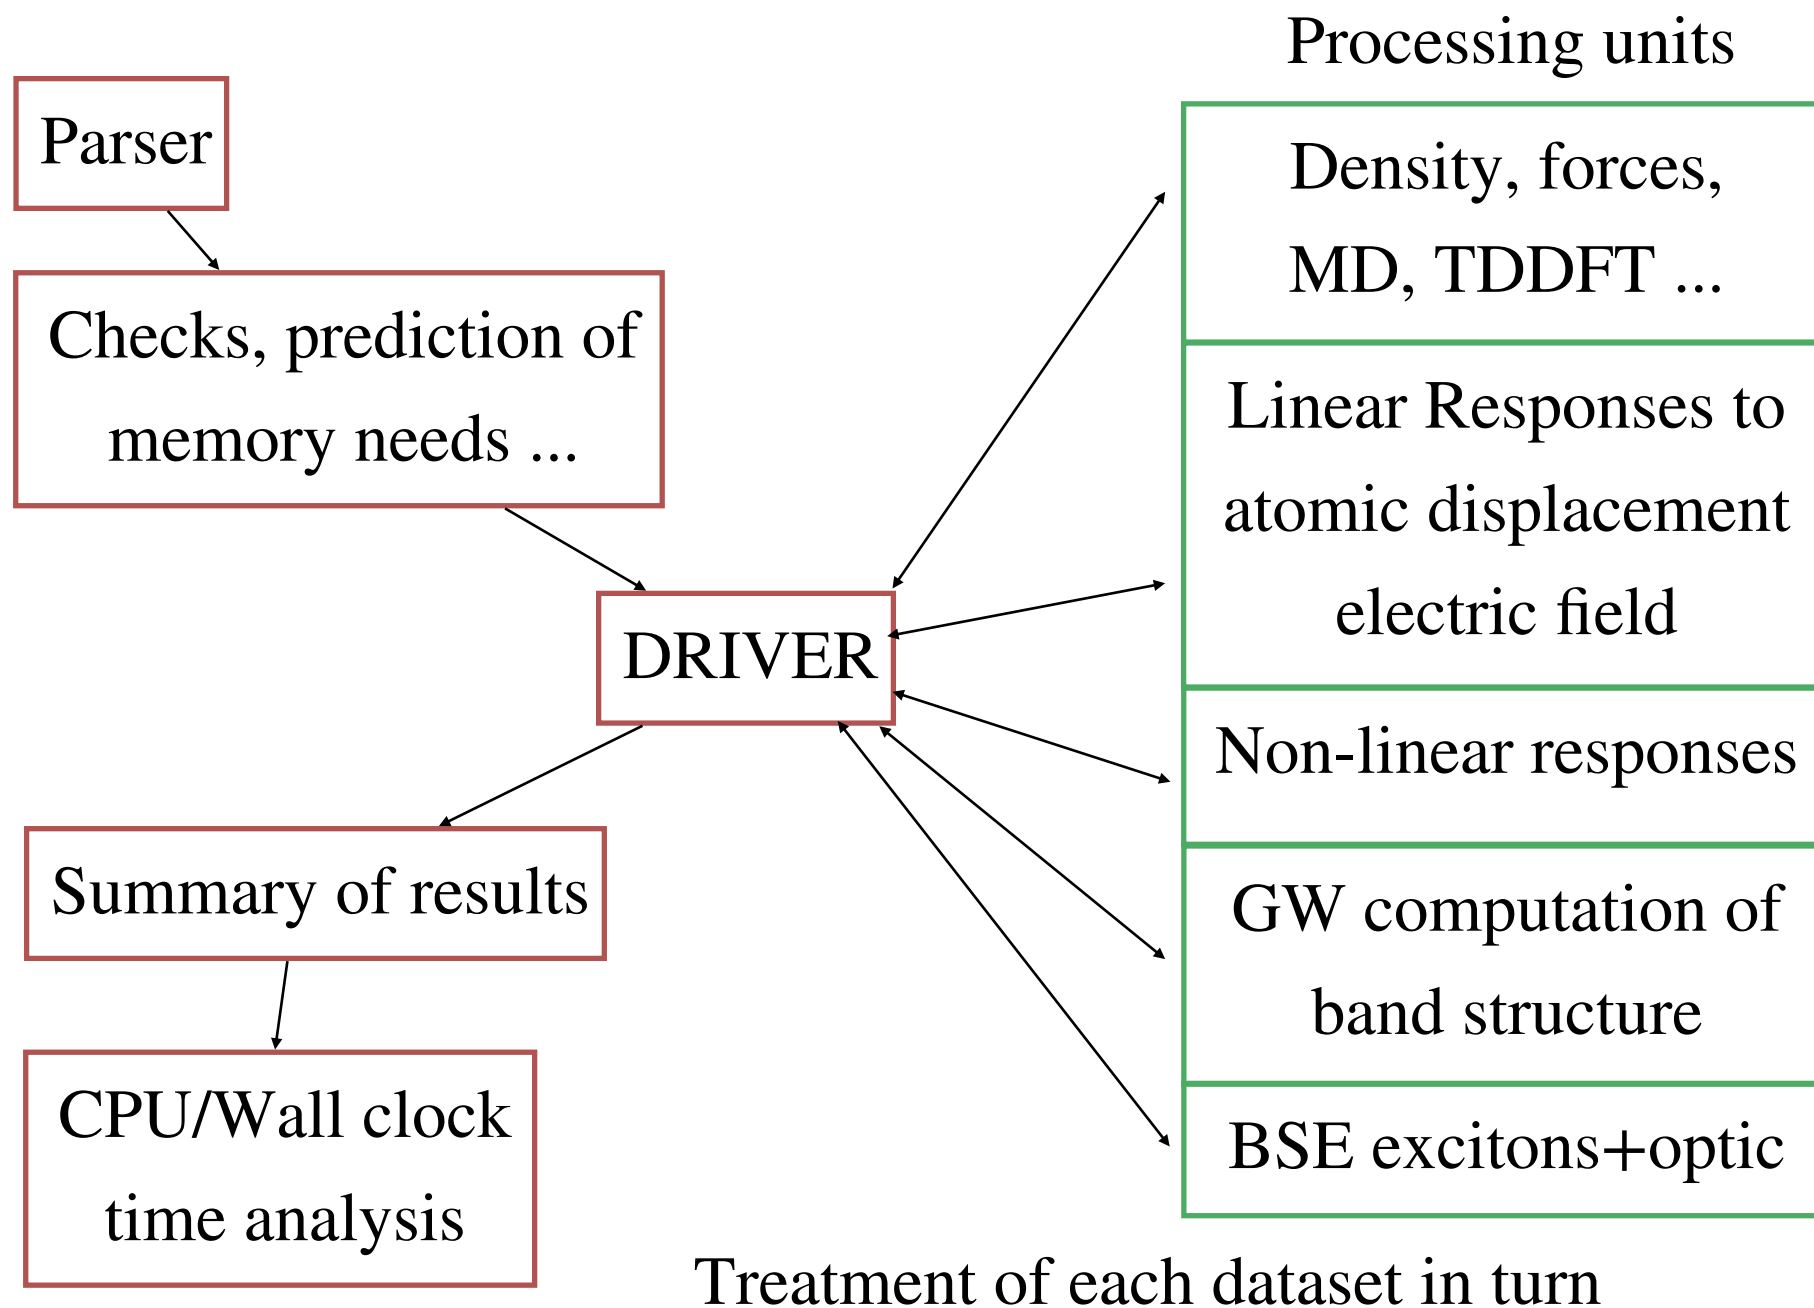 Processing units
Parser
Checks, prediction of
memory needs ...
DRIVER
Summary of results
CPU/Wall clock
time analysis
Density, forces,
MD, TDDFT ...
Linear Responses to
atomic displacement
electric field
Non-linear responses
GW computation of
band structure
BSE excitons+optic
Treatment of each dataset in turn